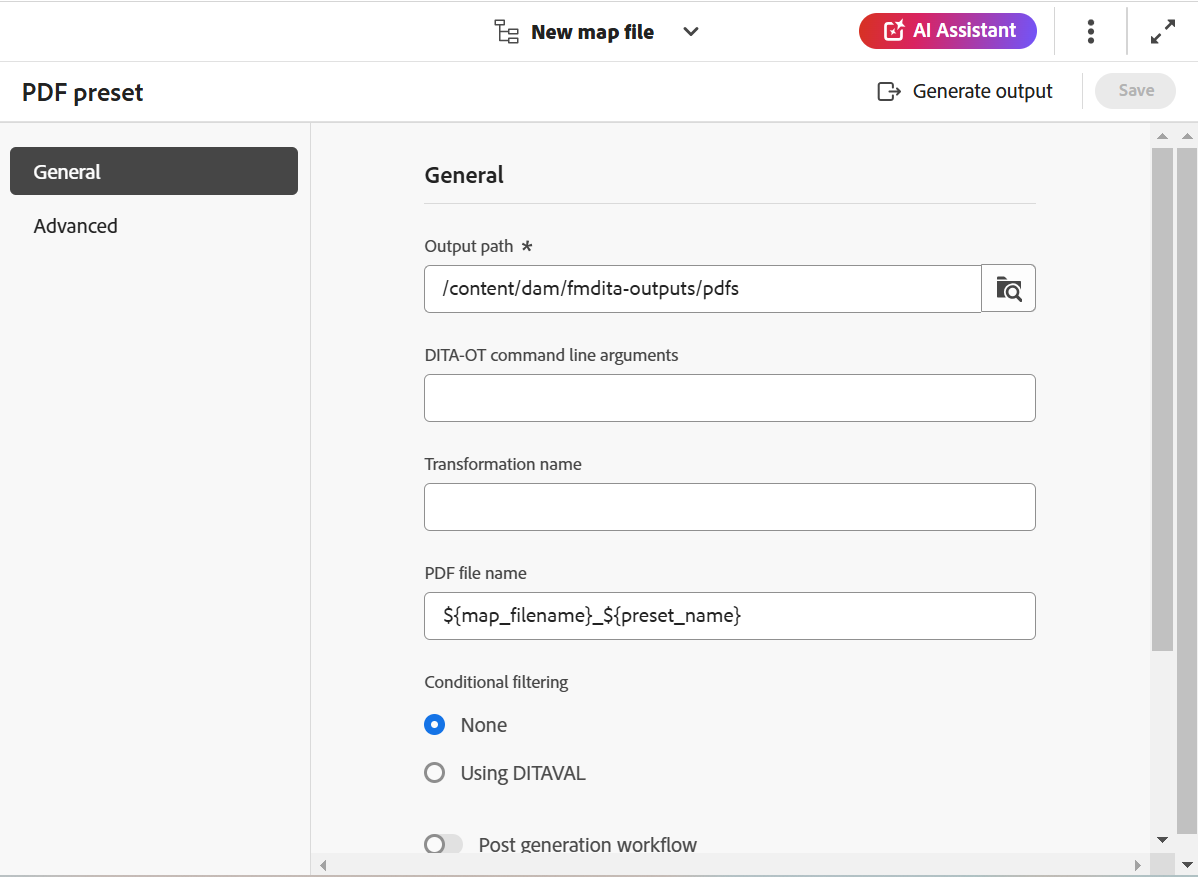 New map file
AI Assistant
PDF preset
Generate output
Save
General
Advanced
General
Output path *
/content/dam/fmdita-outputs/pdfs
DITA-OT command line arguments
Transformation name
PDF file name
${map_filename}_${preset_name}
Conditional filtering
None
Using DITAVAL
Post generation workflow